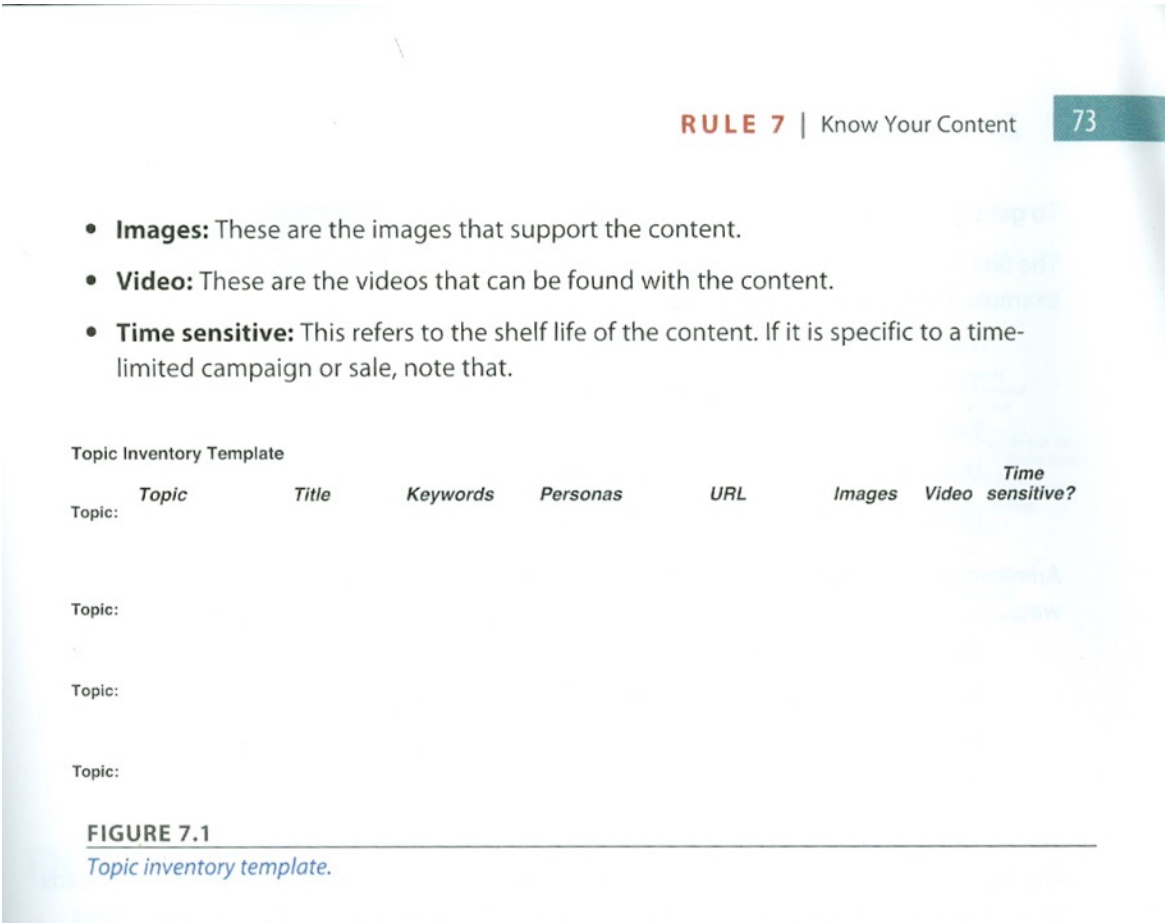 RULE 7 | Know Your Content 73
• Images: These are the images that support the content.
• Video: These are the videos that can be found with the content.
• Time sensitive: This refers to the shelf life of the content. If it is specific to a time-
limited campaign or sale, note that.
Topic Inventory Template
Topic Title Keywords Personas URL Images Video Time sensitive?
Topic:
Topic:
Topic:
Topic:
FIGURE 7.1
Topic inventory template.